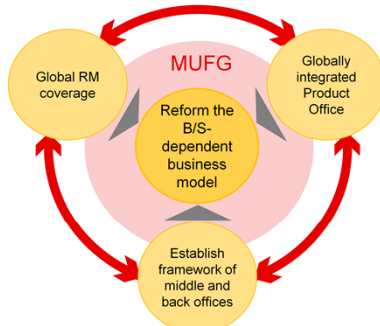 MUFG
Global RM
coverage
Globally
integrated
Product
Office
Reform the
B/S-
dependent
business
model
Establish
framework of
middle and
back offices